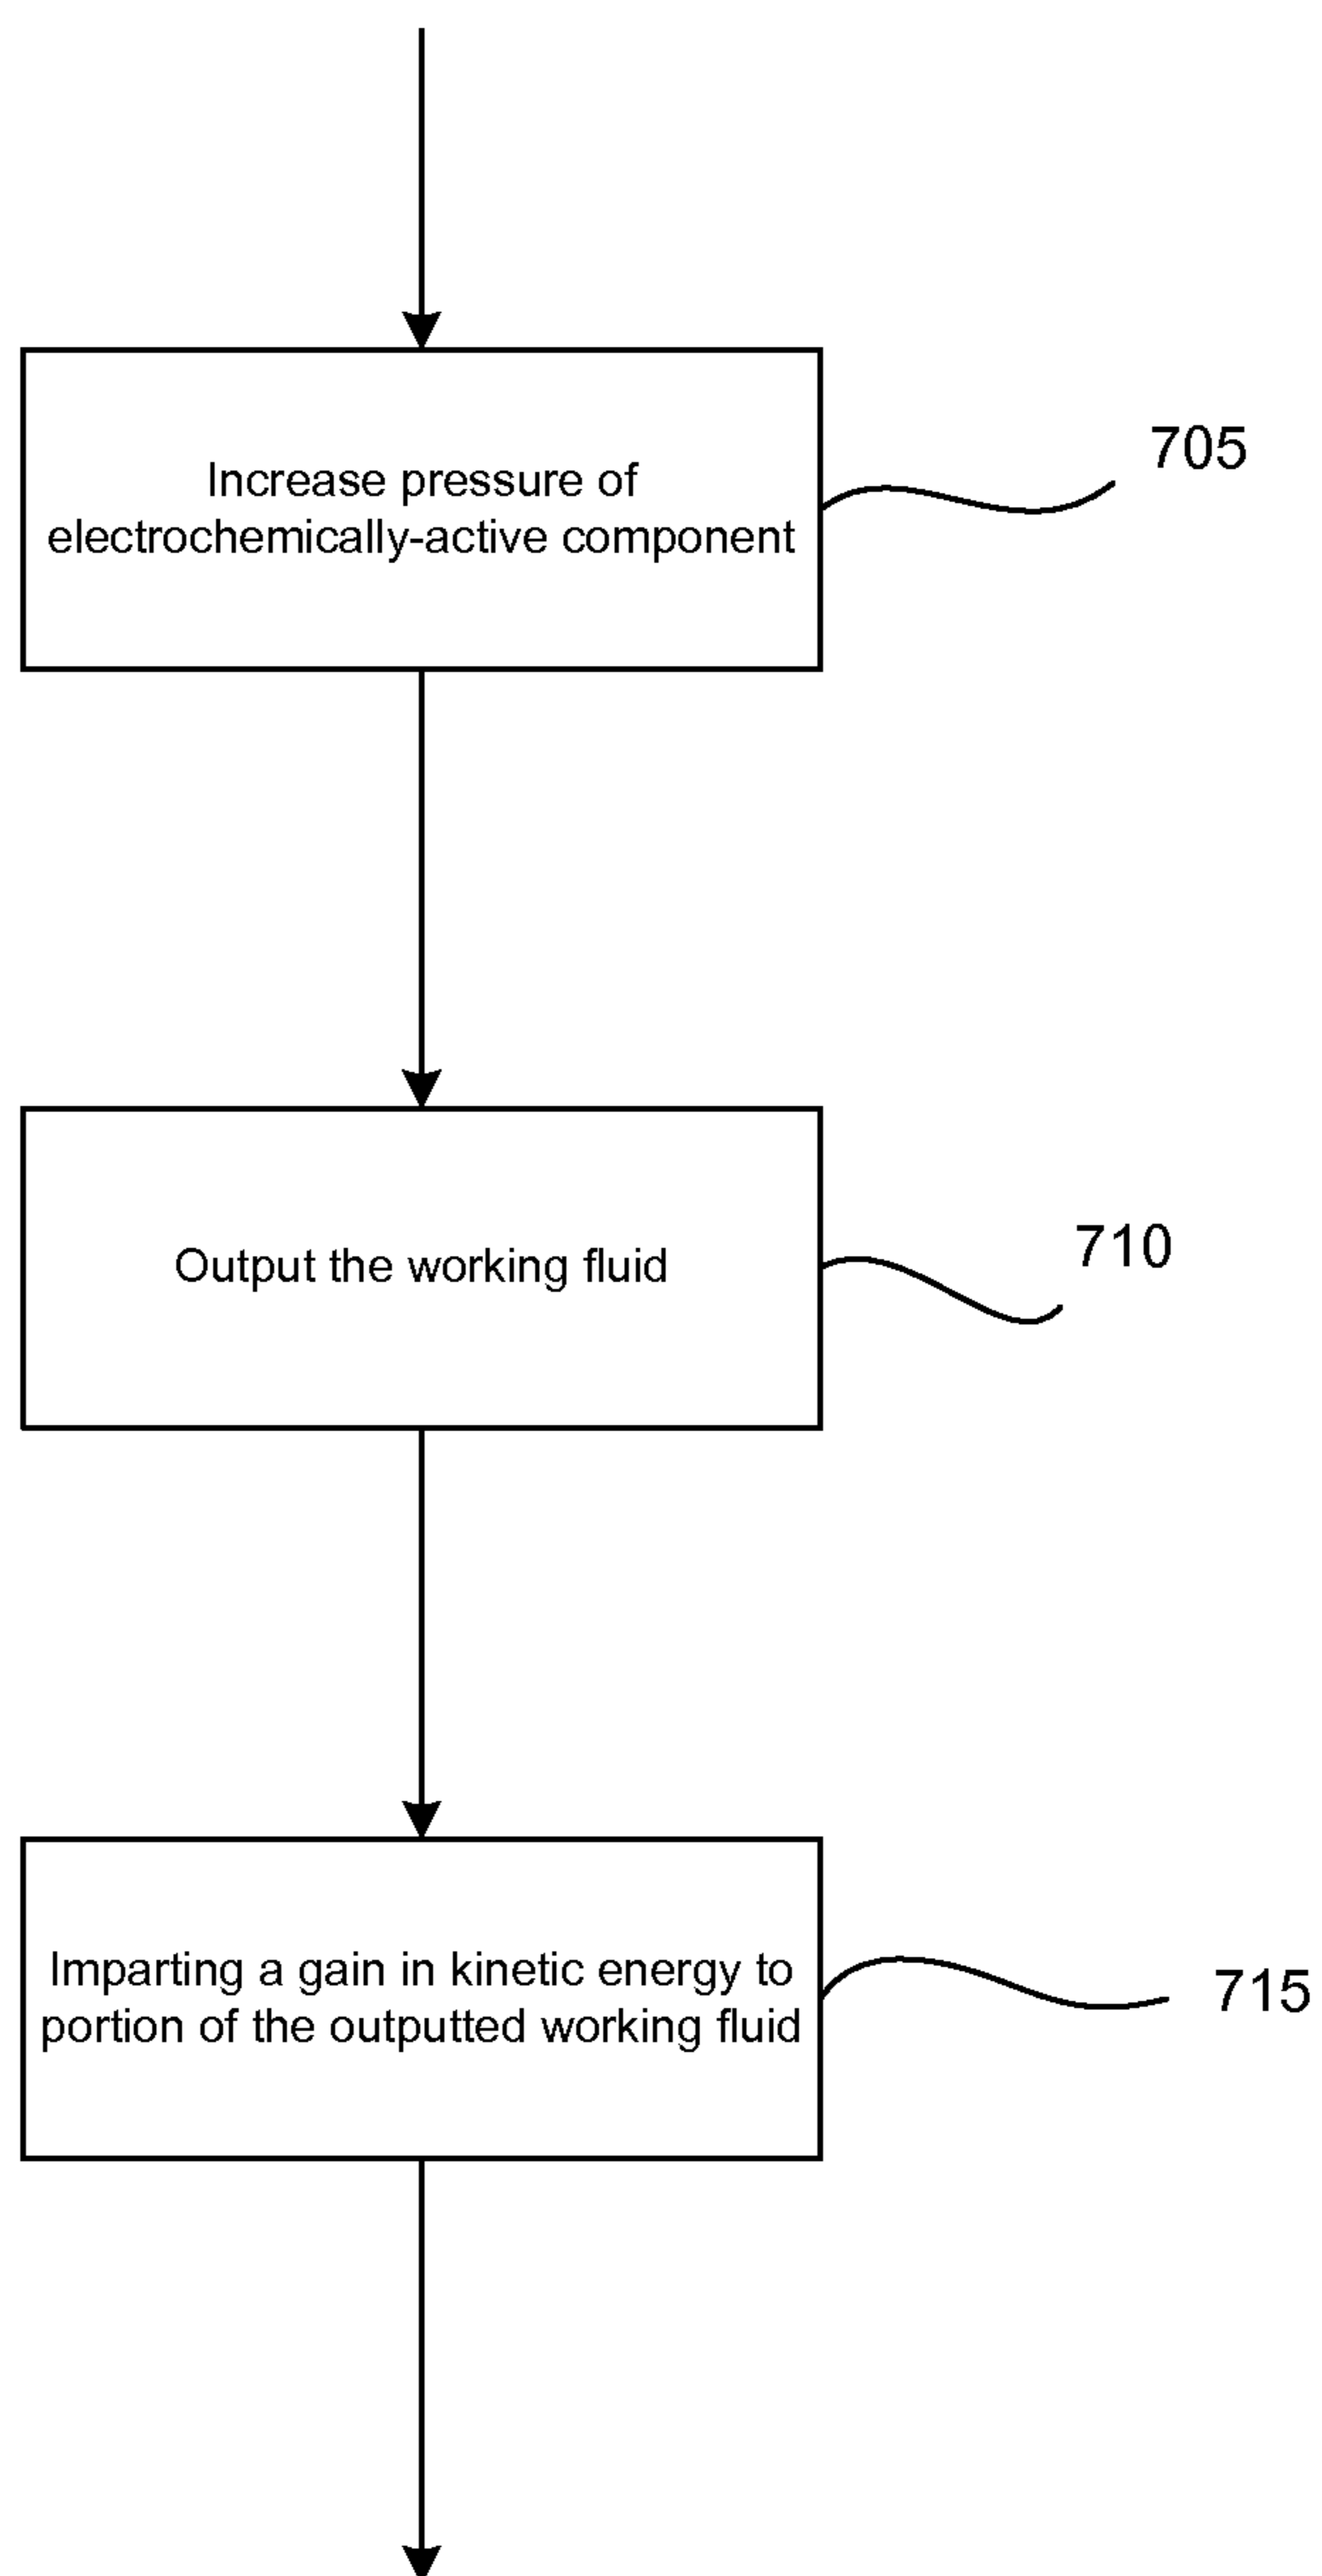 Increase pressure of
electrochemically-active component
705
Output the working fluid
710
Imparting a gain in kinetic energy to
portion of the outputted working fluid
715